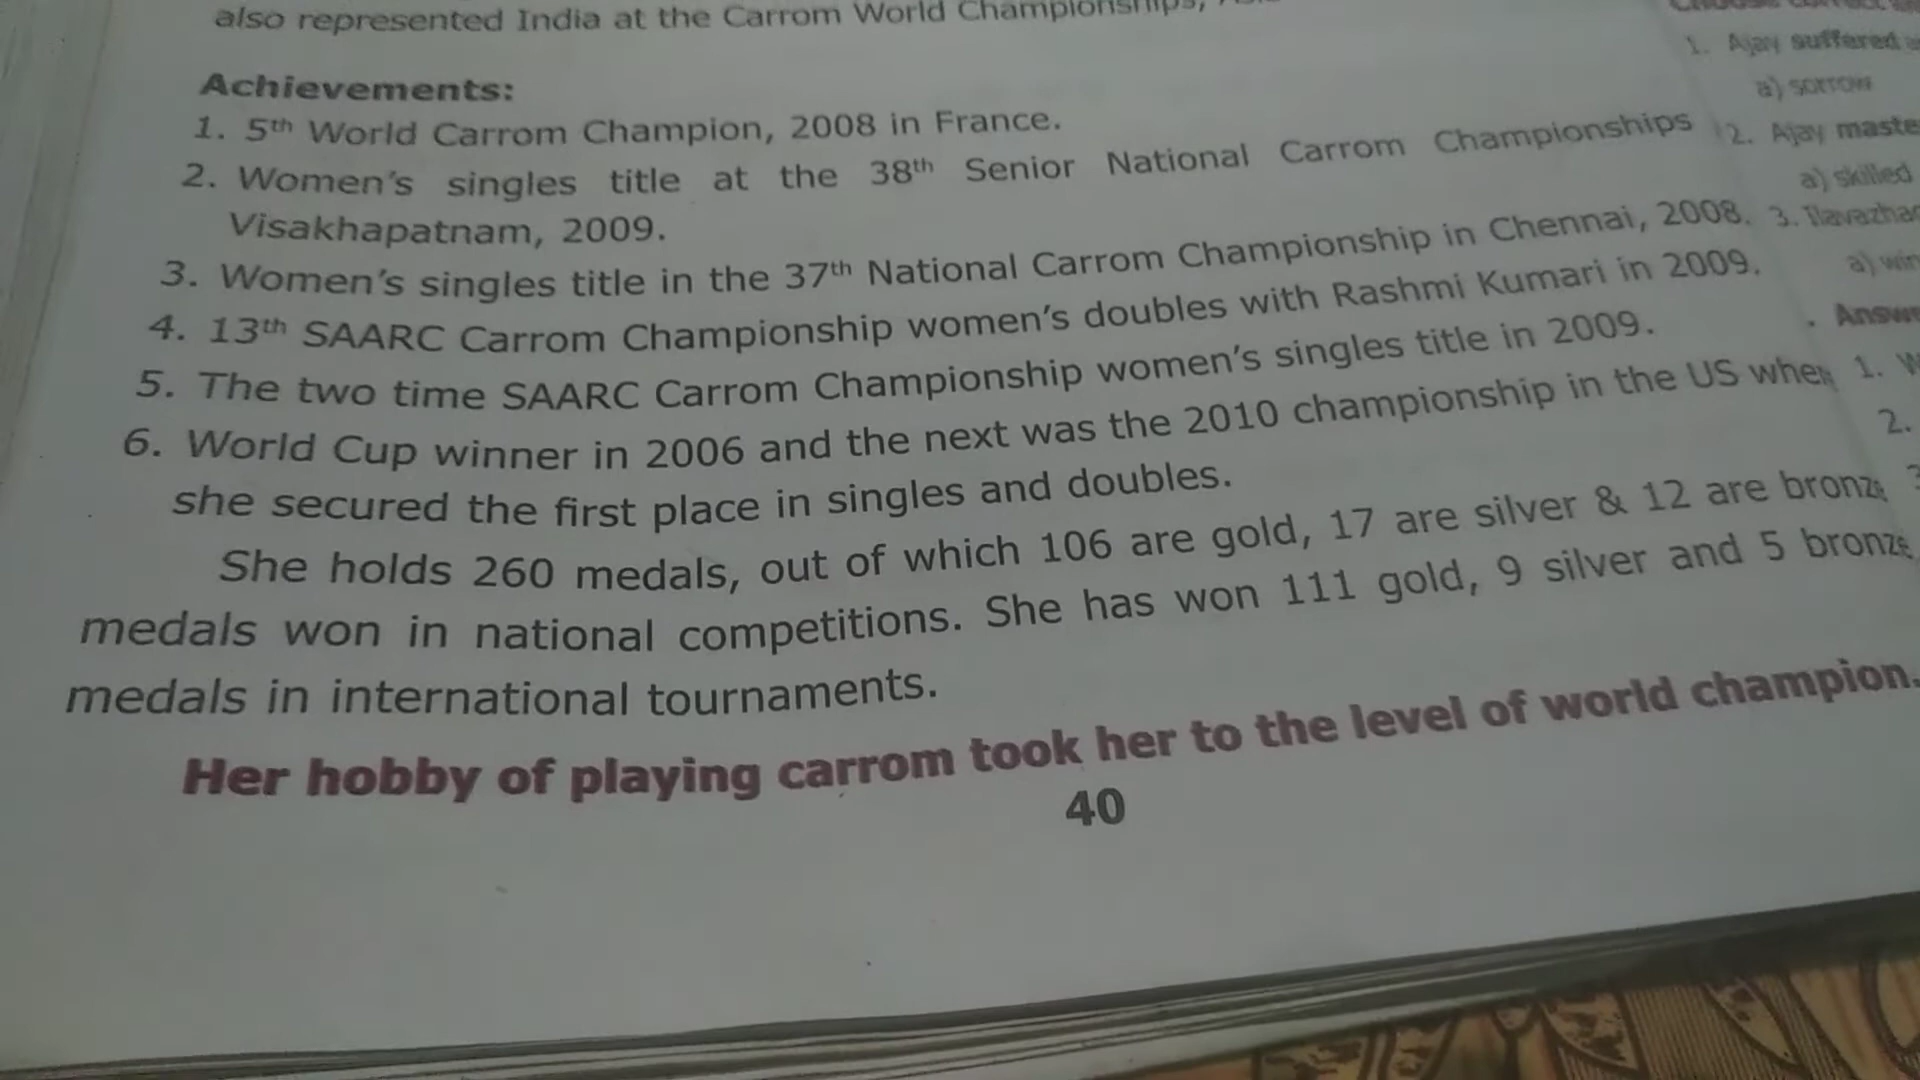 also represented India at the Carrom World Championships,
Achievements:
1. 5th World Carrom Champion, 2008 in France.
2. Women's singles title at the 38th Senior National Carrom Championships
Visakhapatnam, 2009.
3. Women's singles title in the 37th National Carrom Championship in Chennai, 2008.
4. 13th SAARC Carrom Championship women's doubles with Rashmi Kumari in 2009.
5. The two time SAARC Carrom Championship women's singles title in 2009.
6. World Cup winner in 2006 and the next was the 2010 championship in the US when
she secured the first place in singles and doubles.
She holds 260 medals, out of which 106 are gold, 17 are silver & 12 are bronze
medals won in national competitions. She has won 111 gold, 9 silver and 5 bronze
medals in international tournaments.
Her hobby of playing carrom took her to the level of world champion.
40
1. Ajay suffered
a) sorrow
2. Ajay
a) skilled
3.
a)
1.
2.